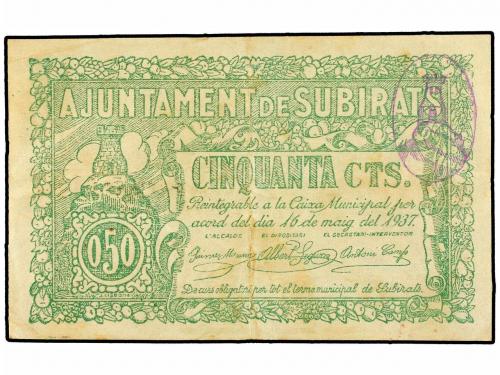 AJUNTAMENT DE SUBIRATS
CINQUANTA CTS.
Reintegrable a la Caixa Municipal per
acord del dia 16 de maig del 1937.
L'ALCALDE EL DIPOSITARI EL SECRETARI-INTERVENTOR
Albert
0'50
De curs obligatori per tot el terme municipal de Subirats.